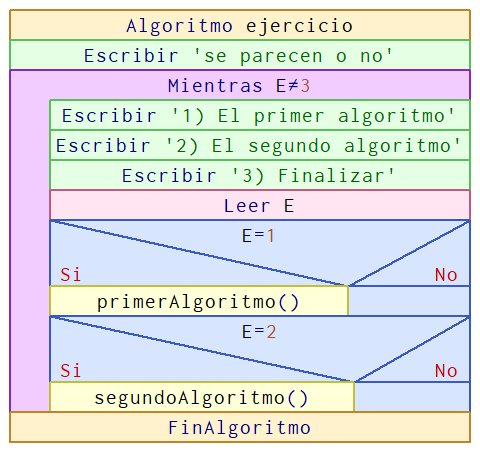 Algoritmo ejercicio
Escribir 'se parecen o no'
Mientras E≠3
Escribir '1) El primer algoritmo'
Escribir '2) El segundo algoritmo'
Escribir '3) Finalizar'
Leer E
E=1
Si No
primerAlgoritmo()
E=2
Si No
segundoAlgoritmo()
FinAlgoritmo